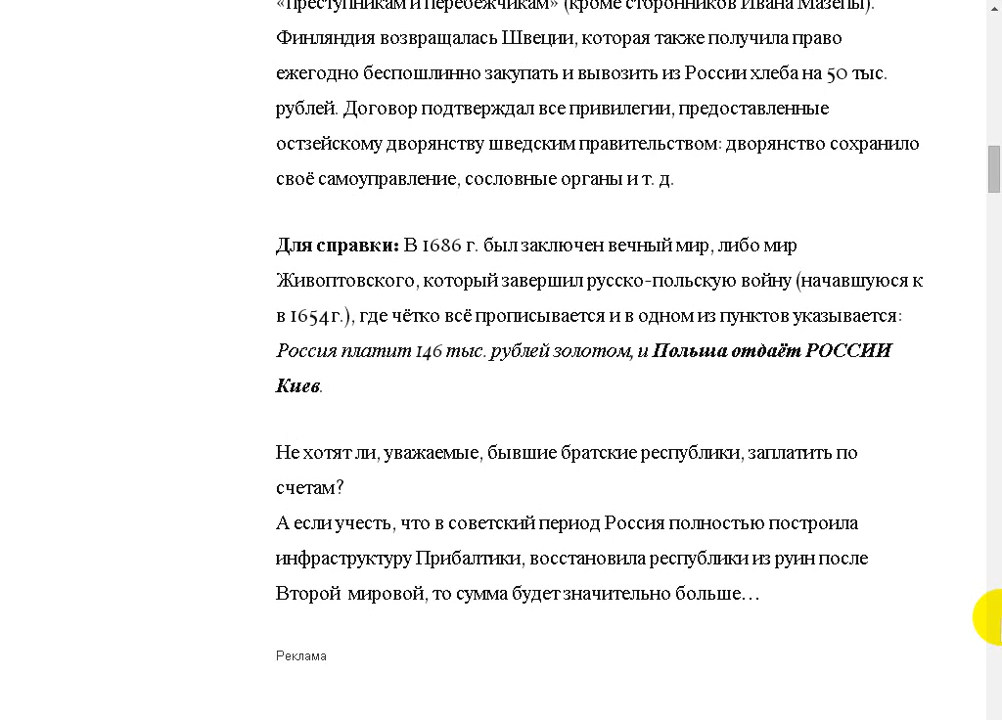 «преступникам и перебежчикам» (кроме сторонников Ивана Мазепы).
Финляндия возвращалась Швеции, которая также получила право
ежегодно беспошлинно закупать и вывозить из России хлеба на 50 тыс.
рублей. Договор подтверждал все привилегии, предоставленные
остзейскому дворянству шведским правительством: дворянство сохранило
своё самоуправление, сословные органы и т. д.
Для справки: В 1686 г. был заключен вечный мир, либо мир
Живоптовского, который завершил русско-польскую войну (начавшуюся к
в 1654г.), где чётко всё прописывается и в одном из пунктов указывается:
Россия платит 146 тыс. рублей золотом, и Польша отдаёт РОССИИ
Киев.
Не хотят ли, уважаемые, бывшие братские республики, заплатить по
счетам?
А если учесть, что в советский период Россия полностью построила
инфраструктуру Прибалтики, восстановила республики из руин после
Второй мировой, то сумма будет значительно больше…
Реклама